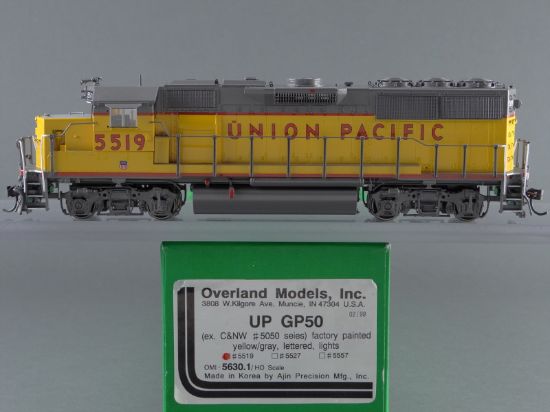 5519 UNION PACIFIC
Overland Models, Inc.
3808 W.Kilgore Ave. Muncie, IN 47304 U.S.A.
02/98
UP GP50
(ex. C&NW #5050 seies) factory painted
yellow/gray, lettered, lights
#5519 #5527 #5557
OMI- 5630.1/HO Scale
Made in Korea by Ajin Precision Mfg., Inc.